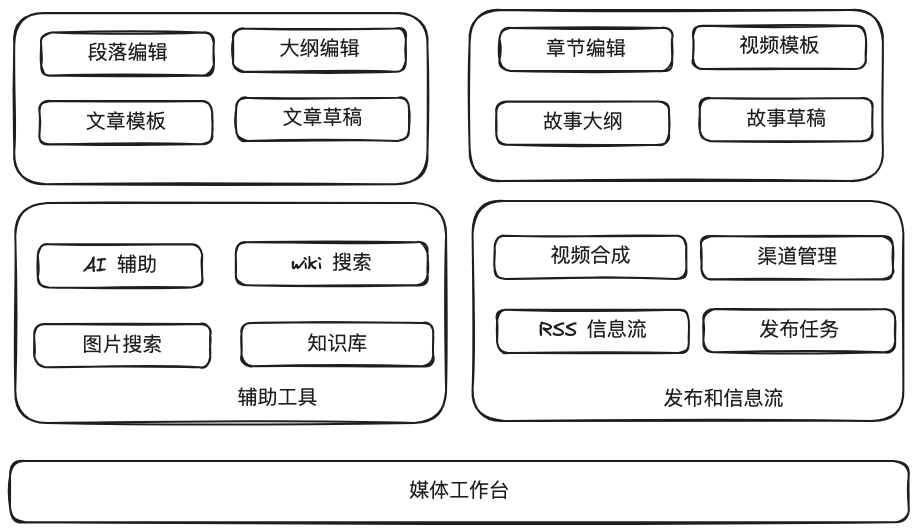 段落编辑
大纲编辑
文章模板
文章草稿
章节编辑
视频模板
故事大纲
故事草稿
AI 辅助
wiki 搜索
图片搜索
知识库
辅助工具
视频合成
渠道管理
RSS 信息流
发布任务
发布和信息流
媒体工作台